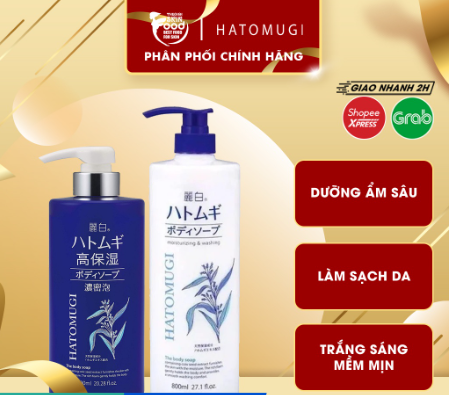 HATOMUGI
PHÂN PHỐI CHÍNH HÃNG
GIAO NHANH 2H
Shopee
XPRESS
Grab
DƯỠNG ẨM SÂU
LÀM SẠCH DA
TRẮNG SÁNG
MỀM MỊN
麗白
ハトムギ
高保湿
ボディソープ
濃密泡
HATOMUGI
The body soap
麗白
ハトムギ
ボディソープ
moisturizing & washing
HATOMUGI
The body soap
800ml 27.1 fl.oz.